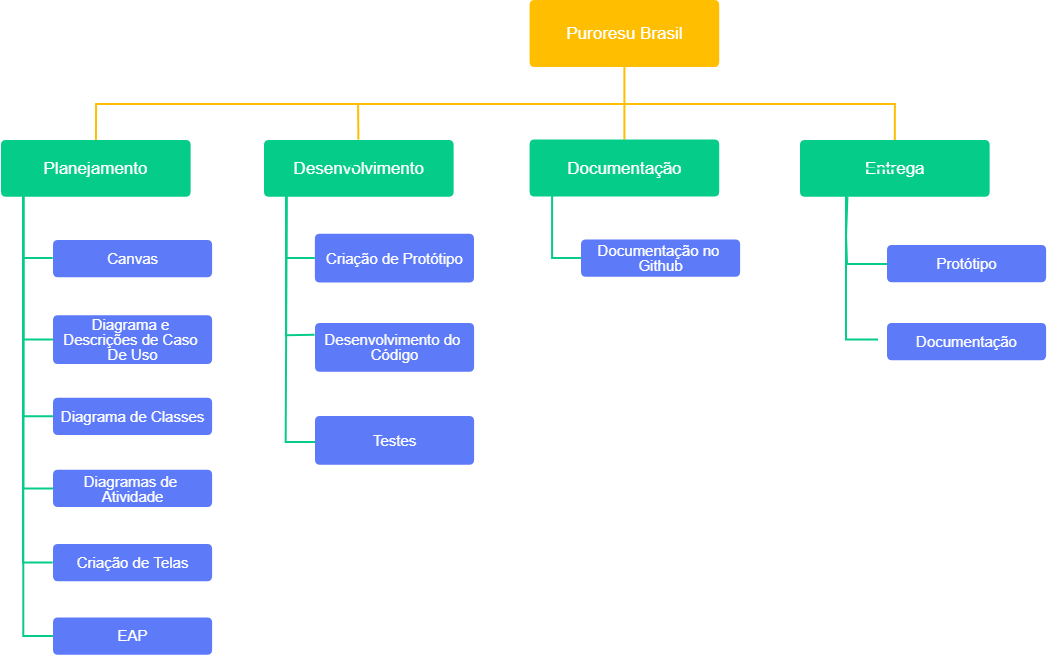 Puroresu Brasil
Planejamento
Desenvolvimento
Documentação
Entrega
Canvas
Diagrama e
Descrições de Caso
De Uso
Diagrama de Classes
Diagramas de
Atividade
Criação de Telas
EAP
Criação de Protótipo
Desenvolvimento do
Código
Testes
Documentação no
Github
Protótipo
Documentação